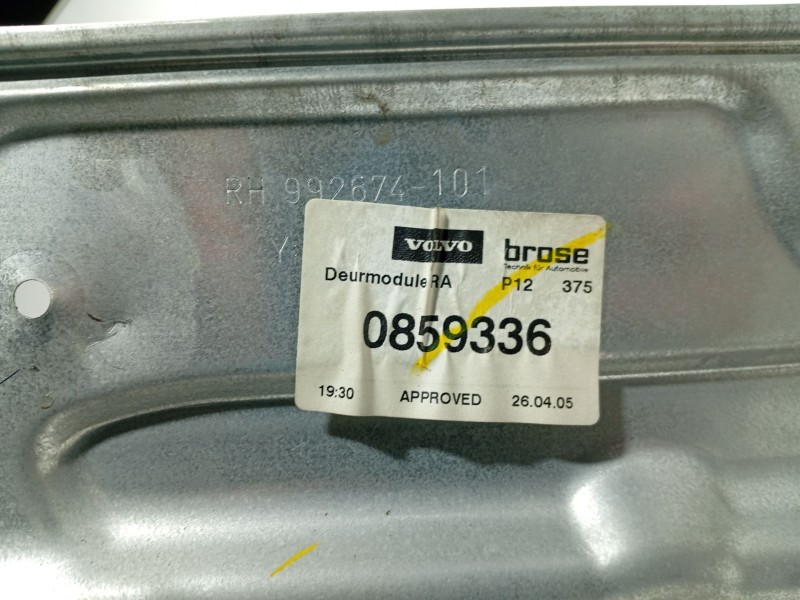 RH 992674-101
Y
VOLVO brose
Technik für Automobile
Deurmodule RA P12 375
0859336
19:30 APPROVED 26.04.05